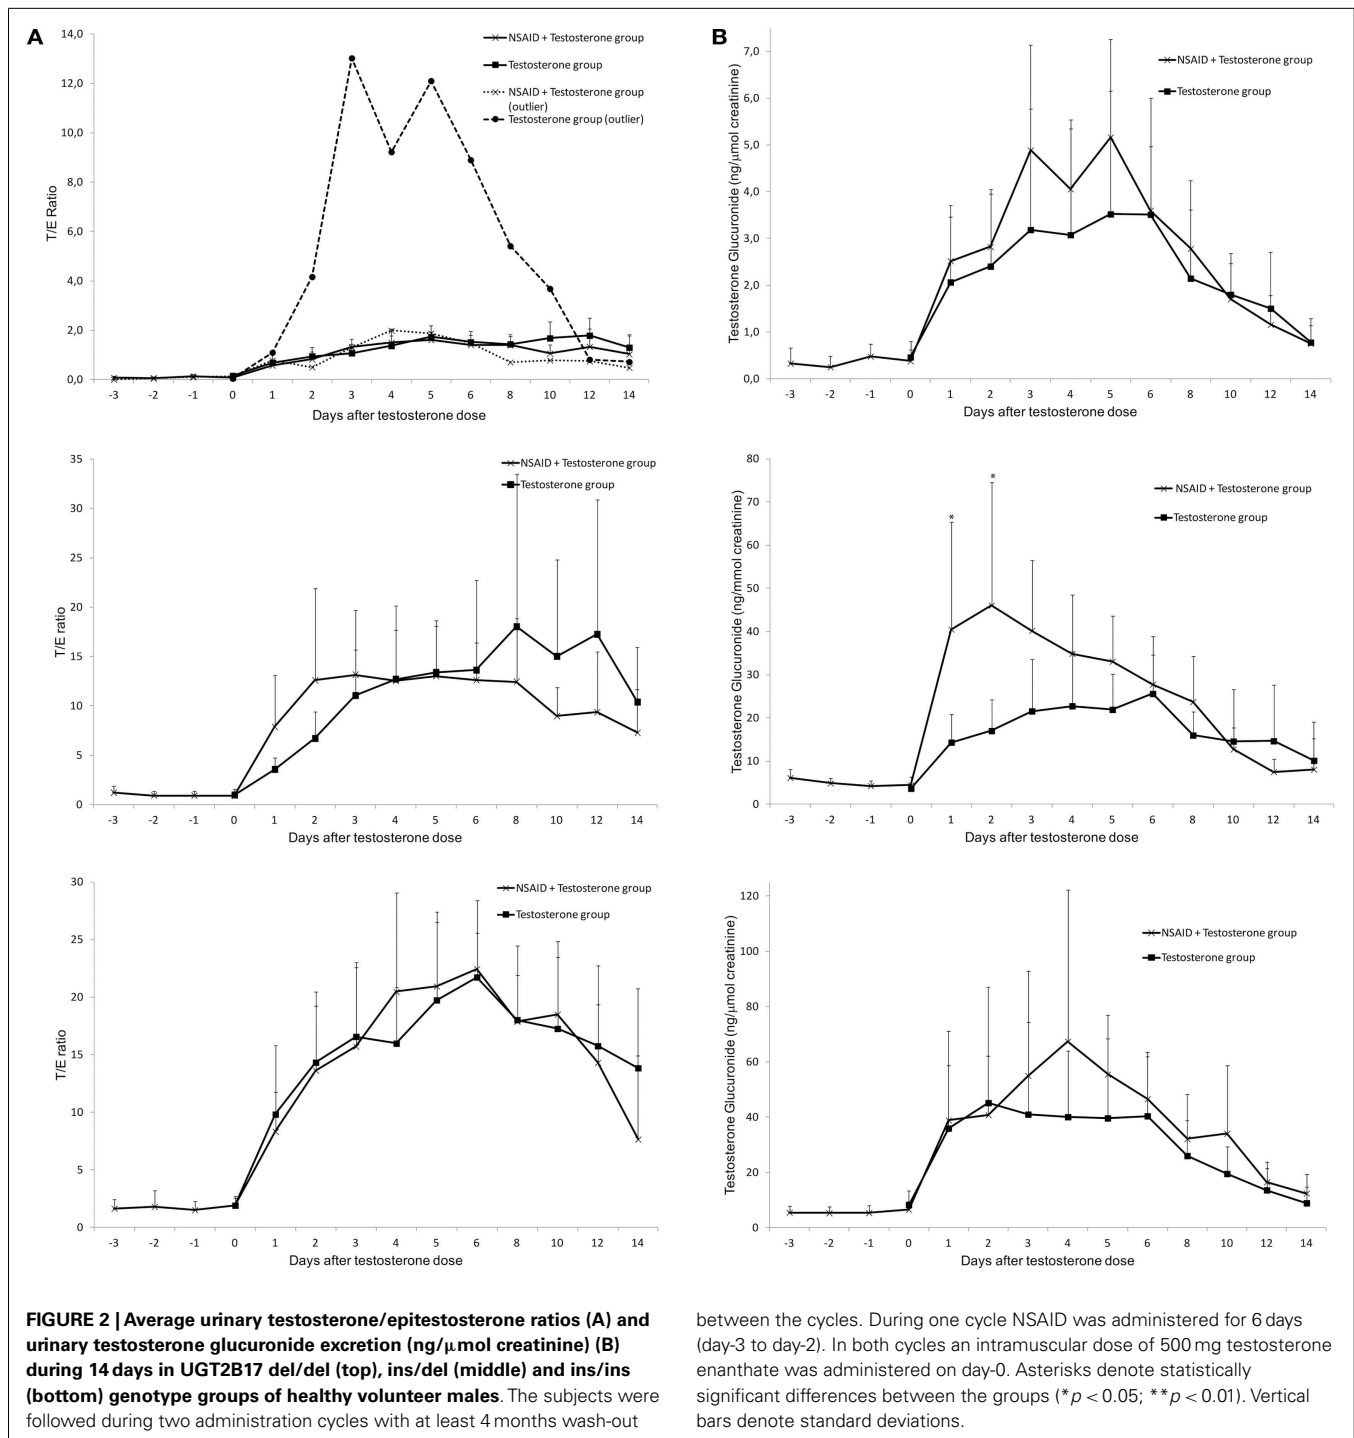 A
14,0
12,0
10,0
8,0
6,0
4,0
2,0
0,0
T/E Ratio
NSAID + Testosterone group
Testosterone group
NSAID + Testosterone group
(outlier)
Testosterone group (outlier)
-3 -2 -1 0 1 2 3 4 5 6 8 10 12 14
Days after testosterone dose
B
7,0
6,0
5,0
4,0
3,0
2,0
1,0
0,0
Testosterone Glucuronide (ng/μmol creatinine)
NSAID + Testosterone group
Testosterone group
-3 -2 -1 0 1 2 3 4 5 6 8 10 12 14
Days after testosterone dose
35
30
25
20
15
10
5
0
T/E ratio
NSAID + Testosterone group
Testosterone group
-3 -2 -1 0 1 2 3 4 5 6 8 10 12 14
Days after testosterone dose
80
70
60
50
40
30
20
10
0
Testosterone Glucuronide (ng/mmol creatinine)
* *
NSAID + Testosterone group
Testosterone group
-3 -2 -1 0 1 2 3 4 5 6 8 10 12 14
Days after testosterone dose
30
25
20
15
10
5
0
T/E ratio
NSAID + Testosterone group
Testosterone group
-3 -2 -1 0 1 2 3 4 5 6 8 10 12 14
Days after testosterone dose
120
100
80
60
40
20
0
Testosterone Glucuronide (ng/μmol creatinine)
NSAID + Testosterone group
Testosterone group
-3 -2 -1 0 1 2 3 4 5 6 8 10 12 14
Days after testosterone dose
FIGURE 2 | Average urinary testosterone/epitestosterone ratios (A) and
urinary testosterone glucuronide excretion (ng/μmol creatinine) (B)
during 14 days in UGT2B17 del/del (top), ins/del (middle) and ins/ins
(bottom) genotype groups of healthy volunteer males. The subjects were
followed during two administration cycles with at least 4 months wash-out
between the cycles. During one cycle NSAID was administered for 6 days
(day-3 to day-2). In both cycles an intramuscular dose of 500 mg testosterone
enanthate was administered on day-0. Asterisks denote statistically
significant differences between the groups (*p < 0.05; **p < 0.01). Vertical
bars denote standard deviations.